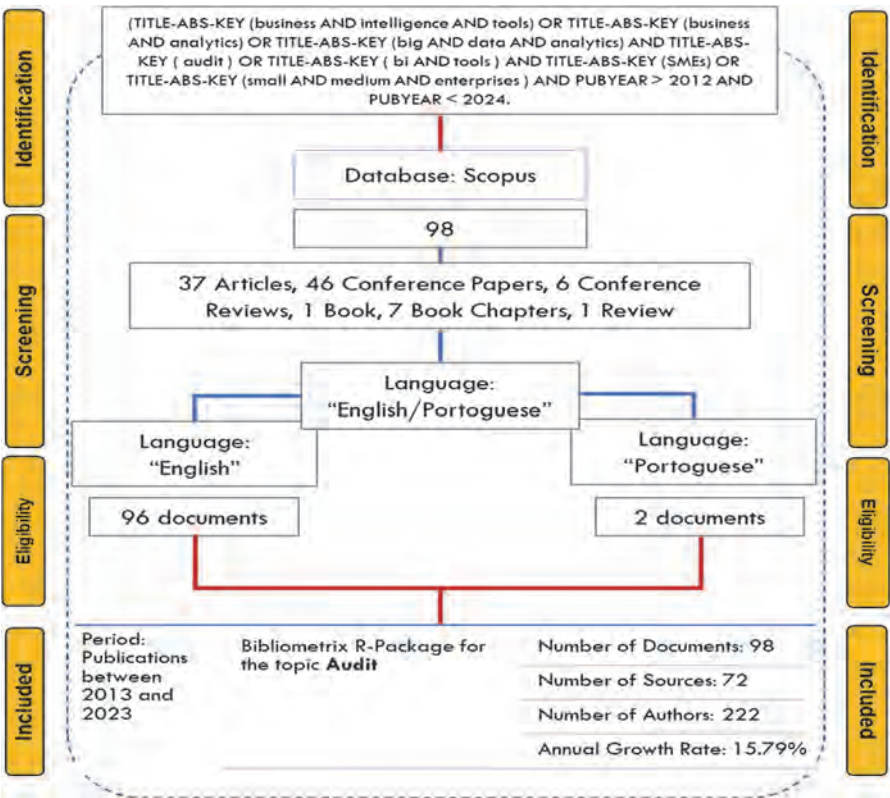 (TITLE-ABS-KEY (business AND intelligence AND tools) OR TITLE-ABS-KEY (business
AND analytics) OR TITLE-ABS-KEY (big AND data AND analytics) AND TITLE-ABS-
KEY ( audit ) OR TITLE-ABS-KEY ( bi AND tools ) AND TITLE-ABS-KEY (SMEs) OR
TITLE-ABS-KEY (small AND medium AND enterprises ) AND PUBYEAR > 2012 AND
PUBYEAR < 2024.
Identification
Identification
Database: Scopus
98
Screening
Screening
37 Articles, 46 Conference Papers, 6 Conference
Reviews, 1 Book, 7 Book Chapters, 1 Review
Language:
“English/Portoguese”
Language:
“English”
Language:
“Portoguese”
Eligibility
Eligibility
96 documents
2 documents
Included
Included
Period:
Publications
between
2013 and
2023
Bibliometrix R-Package for
the topic Audit
Number of Documents: 98
Number of Sources: 72
Number of Authors: 222
Annual Growth Rate: 15.79%